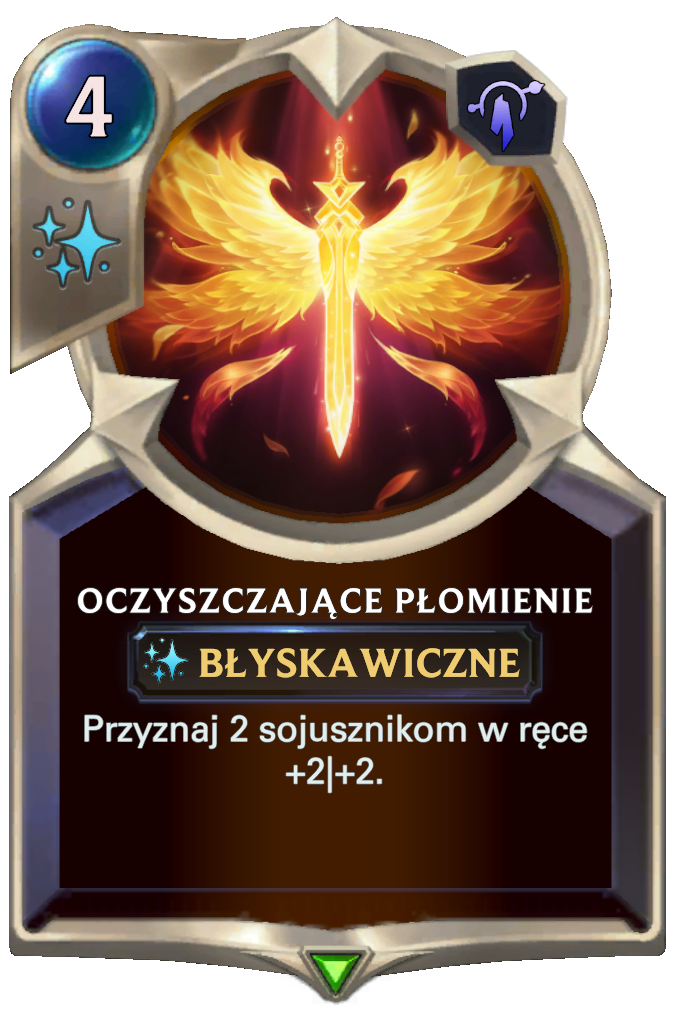 4
OCZYSZCZAJĄCE PŁOMIENIE
BŁYSKAWICZNE
Przyznaj 2 sojusznikom w ręce
+2|+2.